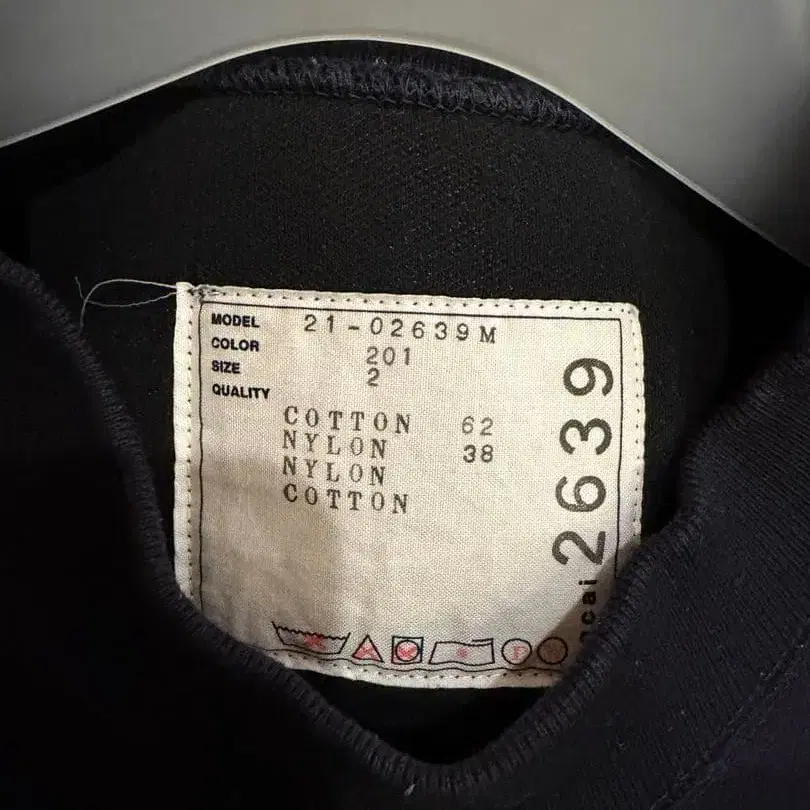 MODEL 21-02639M
COLOR 201
SIZE 2
QUALITY
COTTON 62
NYLON 38
NYLON
COTTON
2639